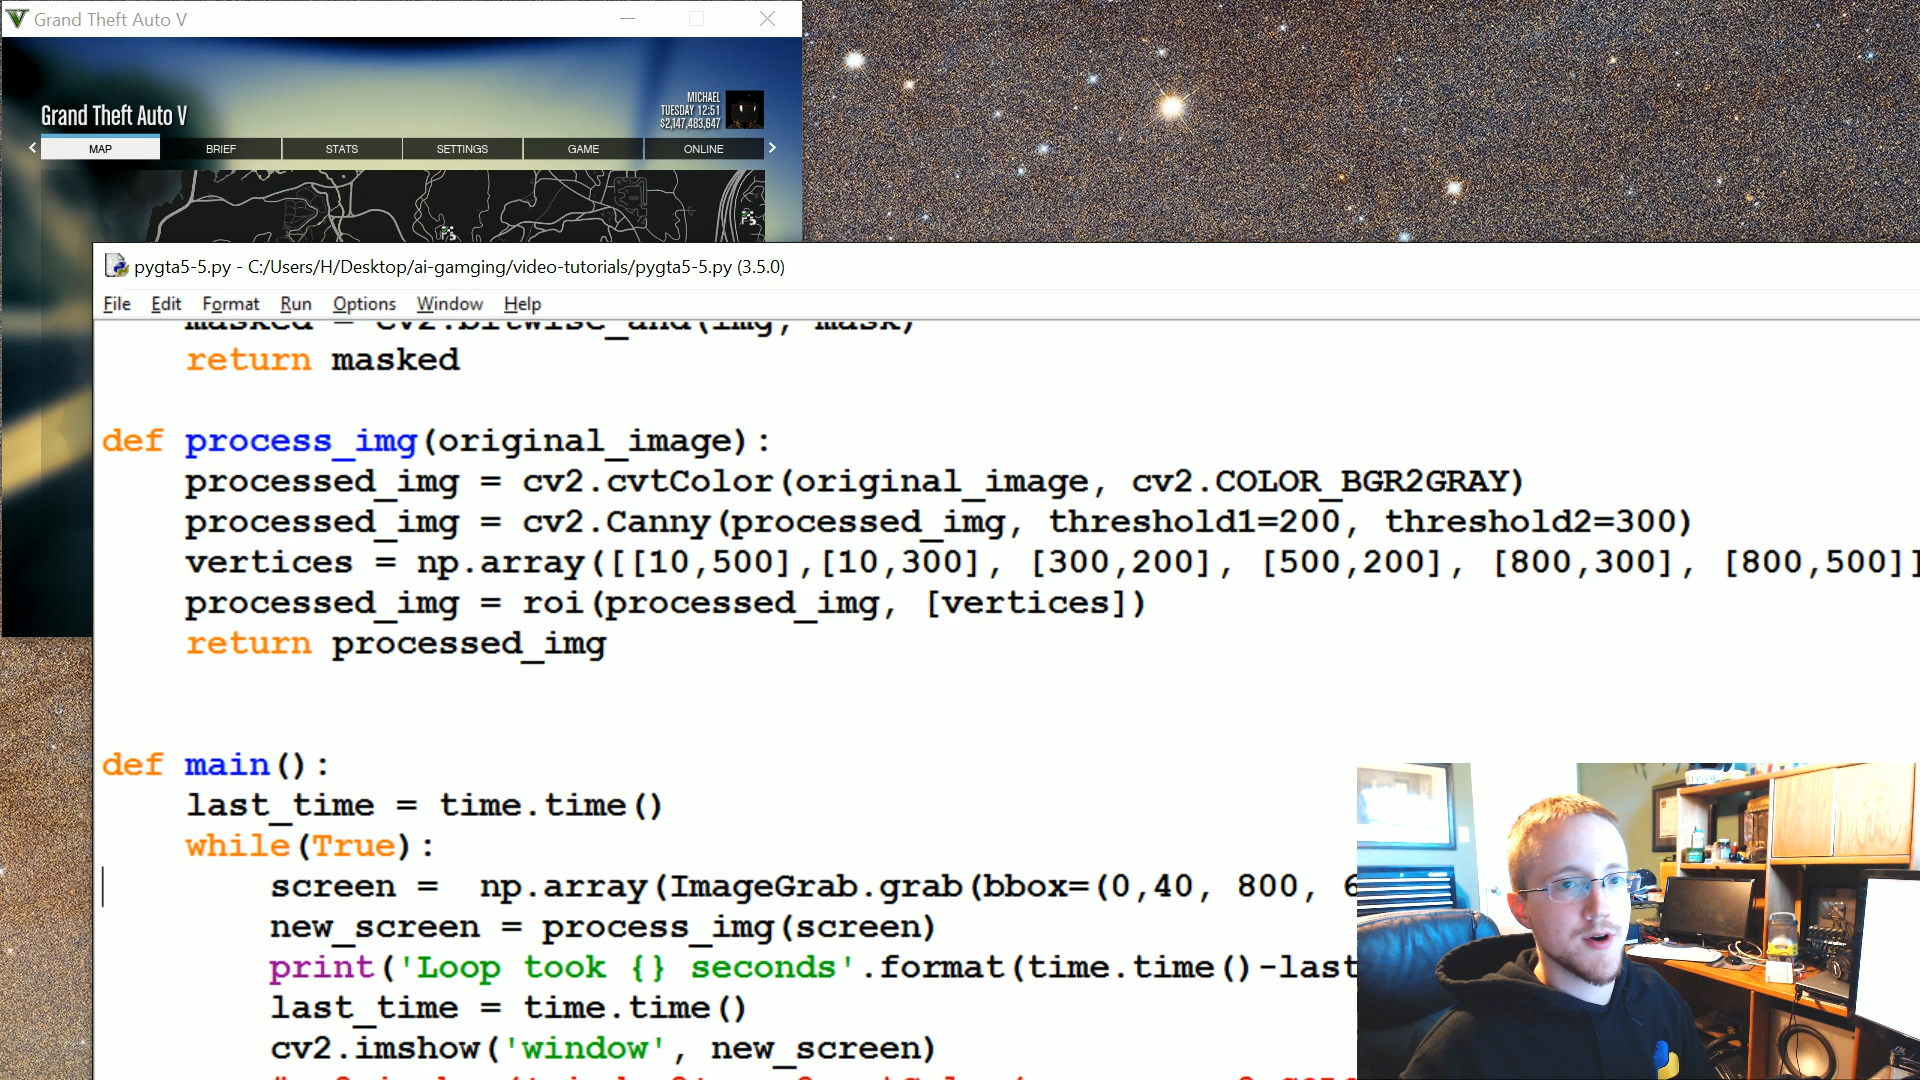 Grand Theft Auto V
Grand Theft Auto V
MICHAEL
TUESDAY 12:51
$2,147,483,647
MAP BRIEF STATS SETTINGS GAME ONLINE
pygta5-5.py - C:/Users/H/Desktop/ai-gamging/video-tutorials/pygta5-5.py (3.5.0)
File Edit Format Run Options Window Help
masked = cv2.bitwise_and(img, mask)
return masked
def process_img(original_image):
processed_img = cv2.cvtColor(original_image, cv2.COLOR_BGR2GRAY)
processed_img = cv2.Canny(processed_img, threshold1=200, threshold2=300)
vertices = np.array([[10,500],[10,300], [300,200], [500,200], [800,300], [800,500]]
processed_img = roi(processed_img, [vertices])
return processed_img
def main():
last_time = time.time()
while(True):
screen = np.array(ImageGrab.grab(bbox=(0,40, 800, 6
new_screen = process_img(screen)
print('Loop took {} seconds'.format(time.time()-last
last_time = time.time()
cv2.imshow('window', new_screen)